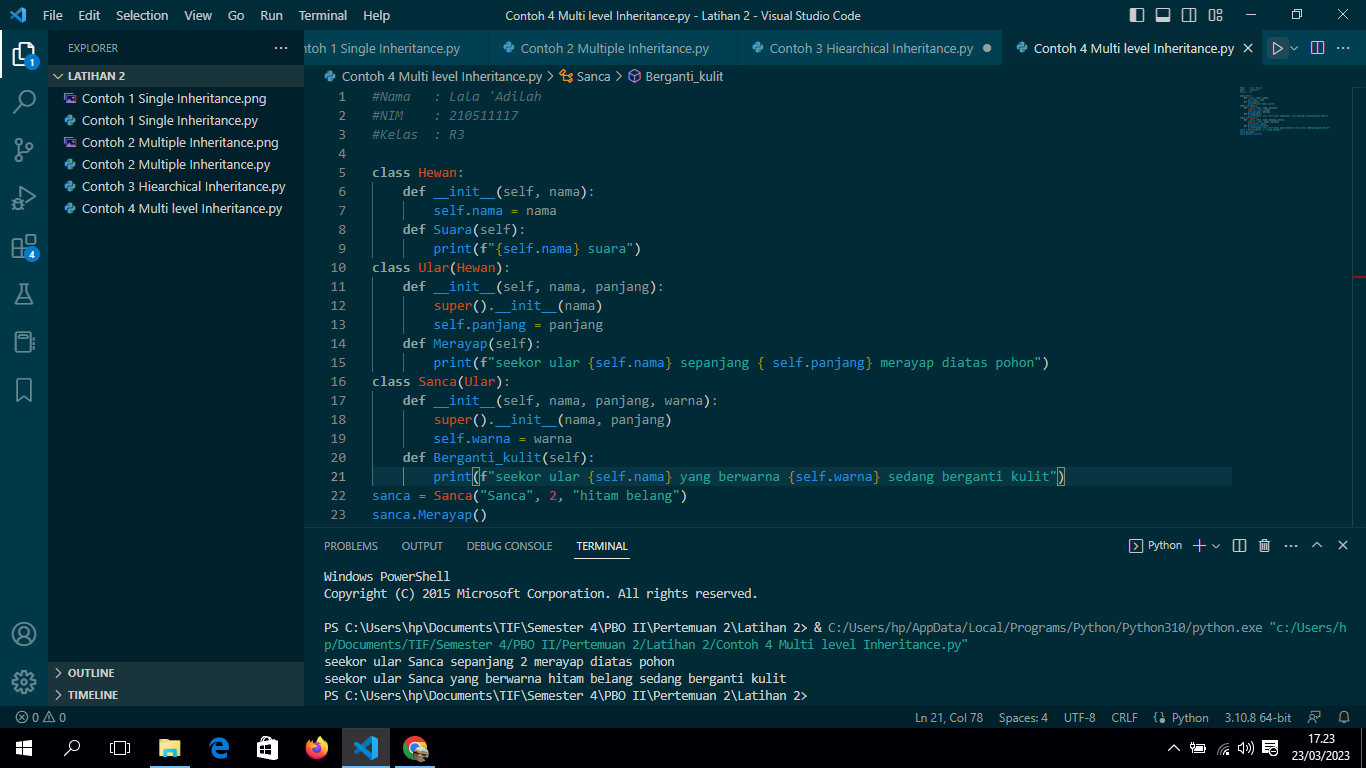 File Edit Selection View Go Run Terminal Help Contoh 4 Multi level Inheritance.py - Latihan 2 - Visual Studio Code
EXPLORER
LATIHAN 2
Contoh 1 Single Inheritance.png
Contoh 1 Single Inheritance.py
Contoh 2 Multiple Inheritance.png
Contoh 2 Multiple Inheritance.py
Contoh 3 Hiearchical Inheritance.py
Contoh 4 Multi level Inheritance.py
OUTLINE
TIMELINE
1
4
ntoh 1 Single Inheritance.py Contoh 2 Multiple Inheritance.py Contoh 3 Hiearchical Inheritance.py Contoh 4 Multi level Inheritance.py
Contoh 4 Multi level Inheritance.py > Sanca > Berganti_kulit
1 #Nama   : Lala 'Adilah
2 #NIM    : 210511117
3 #Kelas  : R3
4
5 class Hewan:
6     def __init__(self, nama):
7         self.nama = nama
8     def Suara(self):
9         print(f"{self.nama} suara")
10 class Ular(Hewan):
11     def __init__(self, nama, panjang):
12         super().__init__(nama)
13         self.panjang = panjang
14     def Merayap(self):
15         print(f"seekor ular {self.nama} sepanjang { self.panjang} merayap diatas pohon")
16 class Sanca(Ular):
17     def __init__(self, nama, panjang, warna):
18         super().__init__(nama, panjang)
19         self.warna = warna
20     def Berganti_kulit(self):
21         print(f"seekor ular {self.nama} yang berwarna {self.warna} sedang berganti kulit")
22 sanca = Sanca("Sanca", 2, "hitam belang")
23 sanca.Merayap()
PROBLEMS OUTPUT DEBUG CONSOLE TERMINAL Python
Windows PowerShell
Copyright (C) 2015 Microsoft Corporation. All rights reserved.
PS C:\Users\hp\Documents\TIF\Semester 4\PBO II\Pertemuan 2\Latihan 2> & C:/Users/hp/AppData/Local/Programs/Python/Python310/python.exe "c:/Users/h
p/Documents/TIF/Semester 4/PBO II/Pertemuan 2/Latihan 2/Contoh 4 Multi level Inheritance.py"
seekor ular Sanca sepanjang 2 merayap diatas pohon
seekor ular Sanca yang berwarna hitam belang sedang berganti kulit
PS C:\Users\hp\Documents\TIF\Semester 4\PBO II\Pertemuan 2\Latihan 2>
0 0 Ln 21, Col 78 Spaces: 4 UTF-8 CRLF Python 3.10.8 64-bit
17.23
23/03/2023